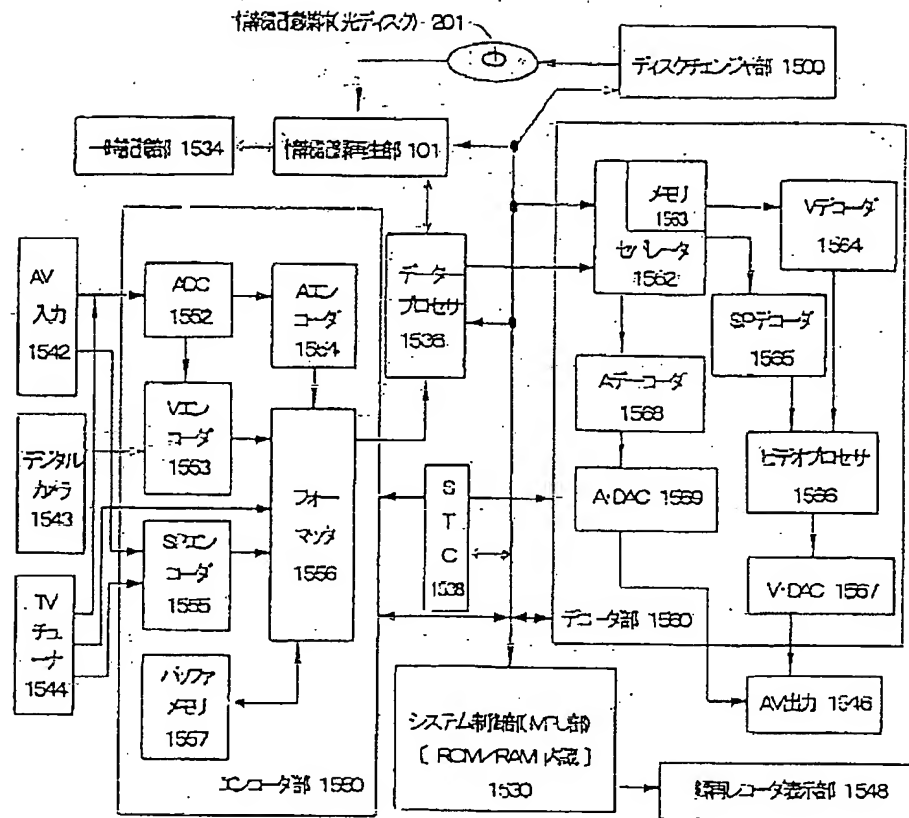 情報記憶媒体(光ディスク)- 201
ディスクチェンジャ部 1500
一時記憶部 1534
情報記録再生部 101
AV
入力
1542
デジタル
カメラ
1543
TV
チュ
ーナ
1544
ADC
1552
Aエン
コーダ
1554
Vエン
コーダ
1553
SPエン
コーダ
1555
フォー
マッタ
1556
バッファ
メモリ
1557
エンコーダ部 1550
データ
プロセサ
1536
S
T
C
1538
メモリ
1563
セパレータ
1562
Vデコーダ
1564
SPデコーダ
1565
Aデコーダ
1568
A・DAC 1569
ビデオプロセサ
1566
V・DAC 1567
デコーダ部 1560
AV出力 1546
システム制御部(MPU部)
[ ROM/RAM 内蔵 ]
1530
録再レコーダ表示部 1548